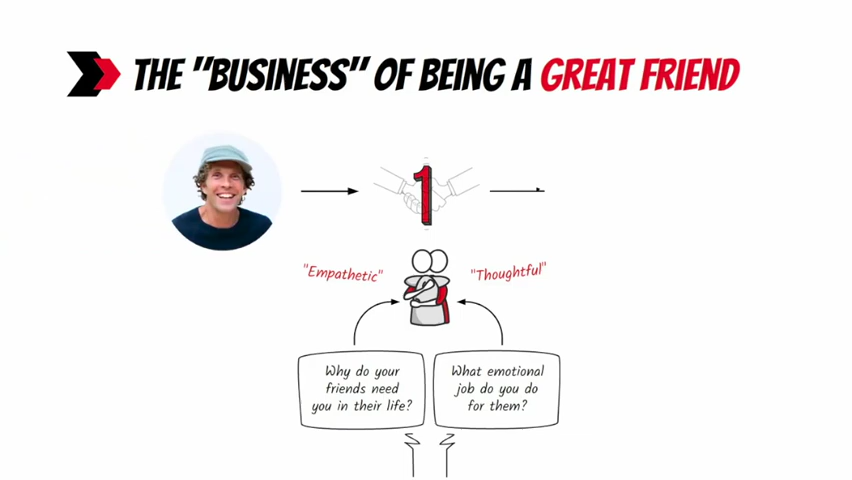 THE "BUSINESS" OF BEING A GREAT FRIEND
1
"Empathetic"
"Thoughtful"
Why do your
friends need
you in their life?
What emotional
job do you do
for them?